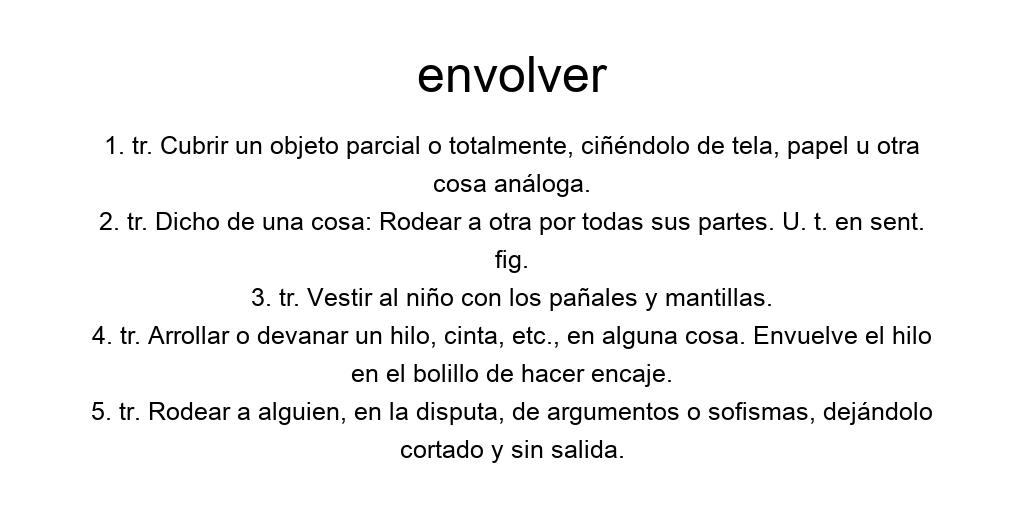 envolver
1. tr. Cubrir un objeto parcial o totalmente, ciñéndolo de tela, papel u otra
cosa análoga.
2. tr. Dicho de una cosa: Rodear a otra por todas sus partes. U. t. en sent.
fig.
3. tr. Vestir al niño con los pañales y mantillas.
4. tr. Arrollar o devanar un hilo, cinta, etc., en alguna cosa. Envuelve el hilo
en el bolillo de hacer encaje.
5. tr. Rodear a alguien, en la disputa, de argumentos o sofismas, dejándolo
cortado y sin salida.